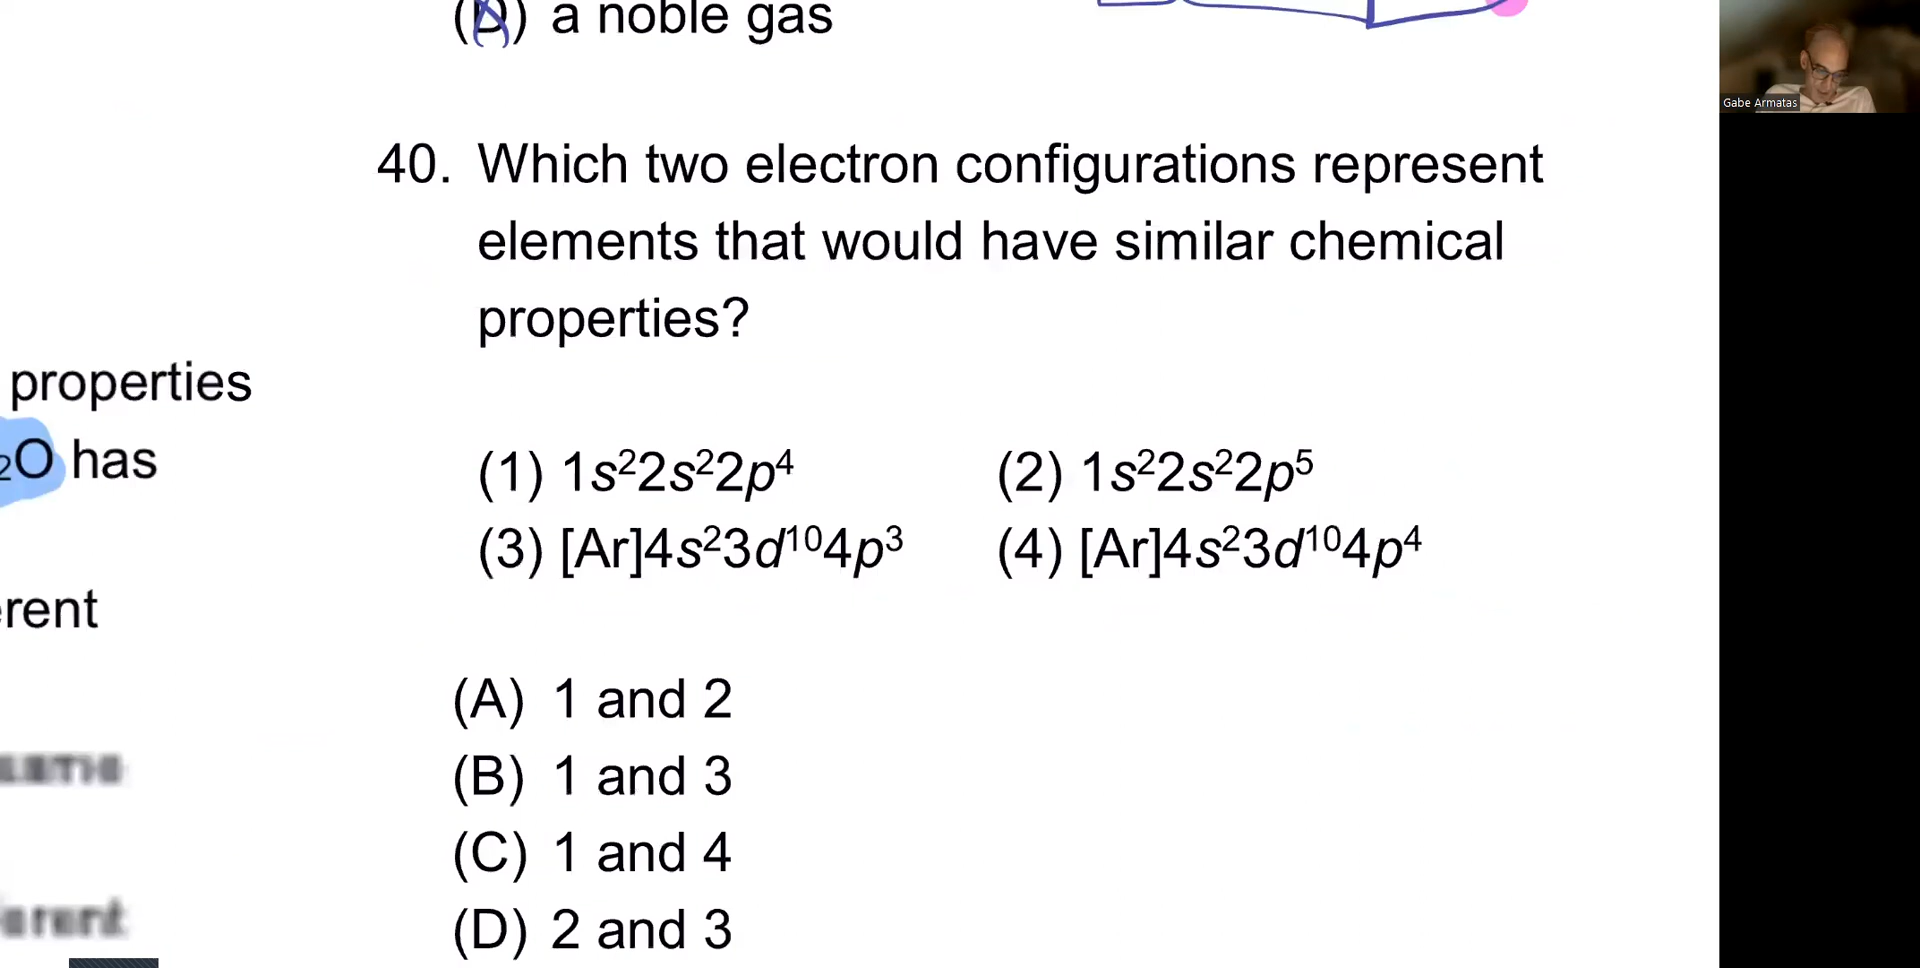 (D) a noble gas
Gabe Armatas
40. Which two electron configurations represent
elements that would have similar chemical
properties?
properties
₂O has
erent
(1) 1s²2s²2p⁴ (2) 1s²2s²2p⁵
(3) [Ar]4s²3d¹⁰4p³ (4) [Ar]4s²3d¹⁰4p⁴
(A) 1 and 2
(B) 1 and 3
(C) 1 and 4
(D) 2 and 3